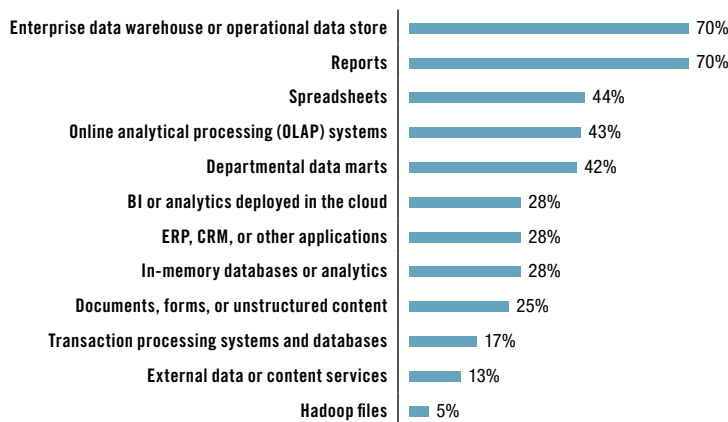 Enterprise data warehouse or operational data store 70%
Reports 70%
Spreadsheets 44%
Online analytical processing (OLAP) systems 43%
Departmental data marts 42%
BI or analytics deployed in the cloud 28%
ERP, CRM, or other applications 28%
In-memory databases or analytics 28%
Documents, forms, or unstructured content 25%
Transaction processing systems and databases 17%
External data or content services 13%
Hadoop files 5%